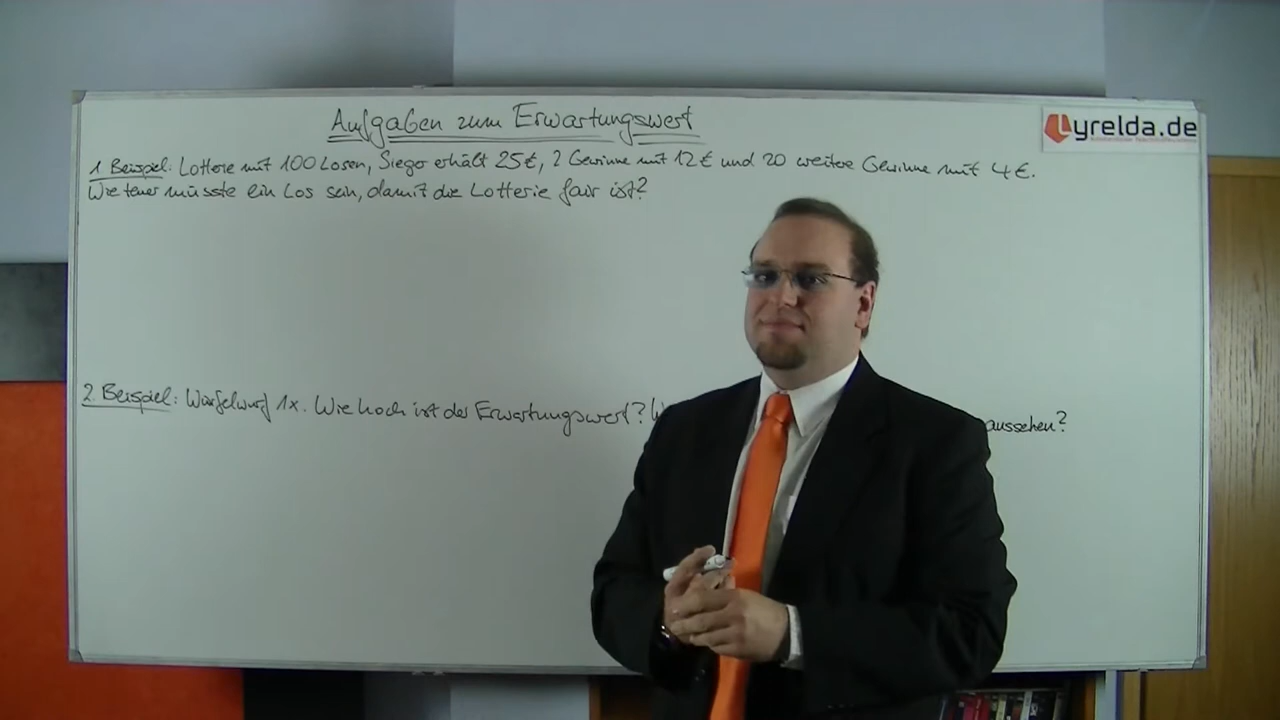 Aufgaben zum Erwartungswert
lyrelda.de
1 Beispiel: Lotterie mit 100 Losen, Sieger erhält 25€, 2 Gewinne mit 12€ und 20 weitere Gewinne mit 4€.
Wie teuer müsste ein Los sein, damit die Lotterie fair ist?
2 Beispiel: Würfelwurf 1x. Wie hoch ist der Erwartungswert? aussehen?